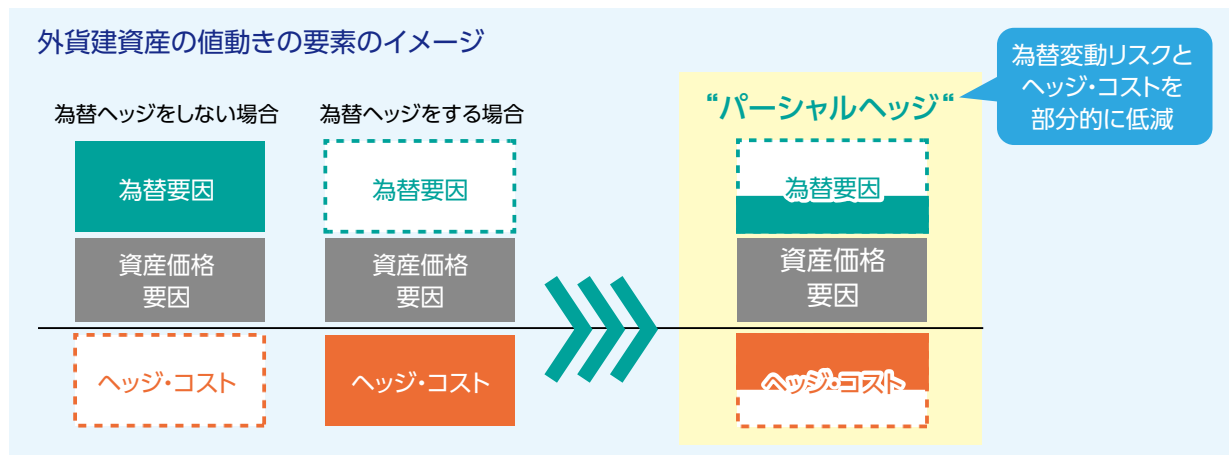 外貨建資産の値動きの要素のイメージ
為替ヘッジをしない場合
為替要因
資産価格
要因
ヘッジ・コスト
為替ヘッジをする場合
為替要因
資産価格
要因
ヘッジ・コスト
“パーシャルヘッジ“
為替要因
資産価格
要因
ヘッジ・コスト
為替変動リスクと
ヘッジ・コストを
部分的に低減